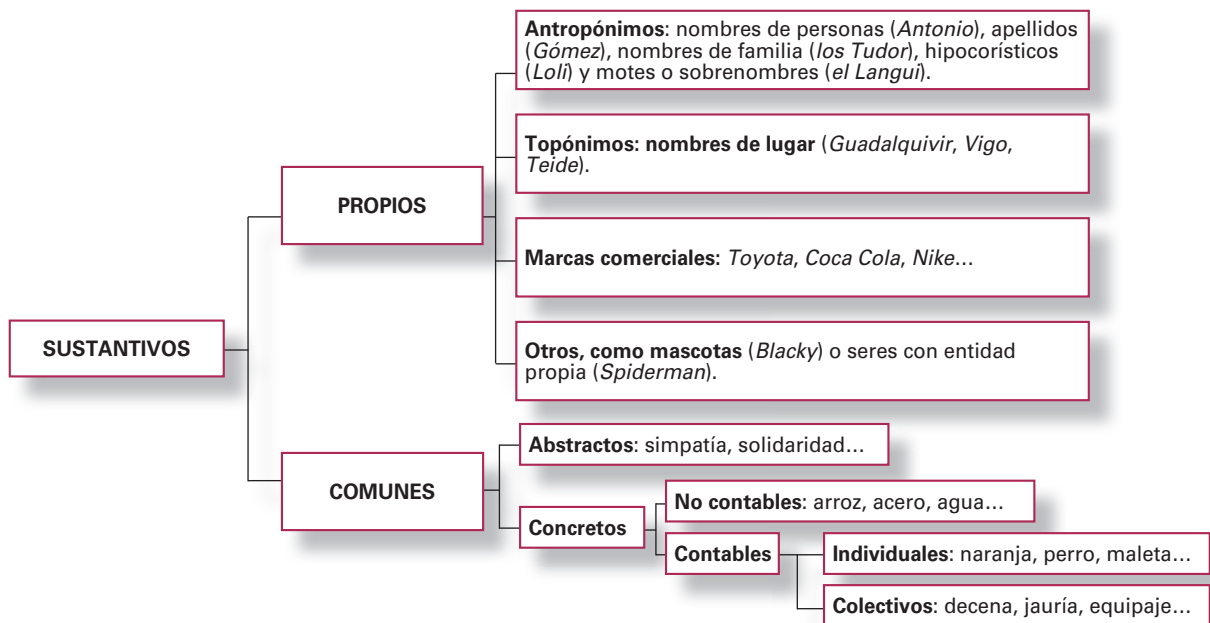 Antropónimos: nombres de personas (Antonio), apellidos
(Gómez), nombres de familia (los Tudor), hipocorísticos
(Loli) y motes o sobrenombres (el Langui).
Topónimos: nombres de lugar (Guadalquivir, Vigo,
Teide).
PROPIOS
Marcas comerciales: Toyota, Coca Cola, Nike…
SUSTANTIVOS
Otros, como mascotas (Blacky) o seres con entidad
propia (Spiderman).
Abstractos: simpatía, solidaridad…
COMUNES
No contables: arroz, acero, agua…
Concretos
Contables
Individuales: naranja, perro, maleta…
Colectivos: decena, jauría, equipaje…